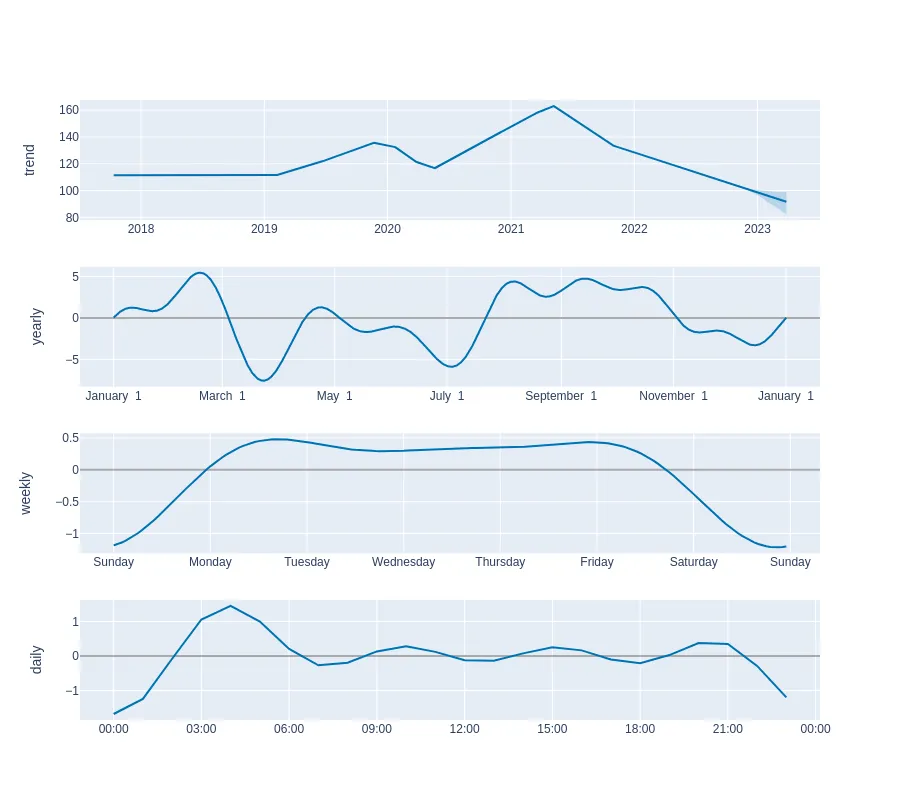 trend
160
140
120
100
80
2018 2019 2020 2021 2022 2023
yearly
5
0
−5
January 1 March 1 May 1 July 1 September 1 November 1 January 1
weekly
0.5
0
−0.5
−1
Sunday Monday Tuesday Wednesday Thursday Friday Saturday Sunday
daily
1
0
−1
00:00 03:00 06:00 09:00 12:00 15:00 18:00 21:00 00:00